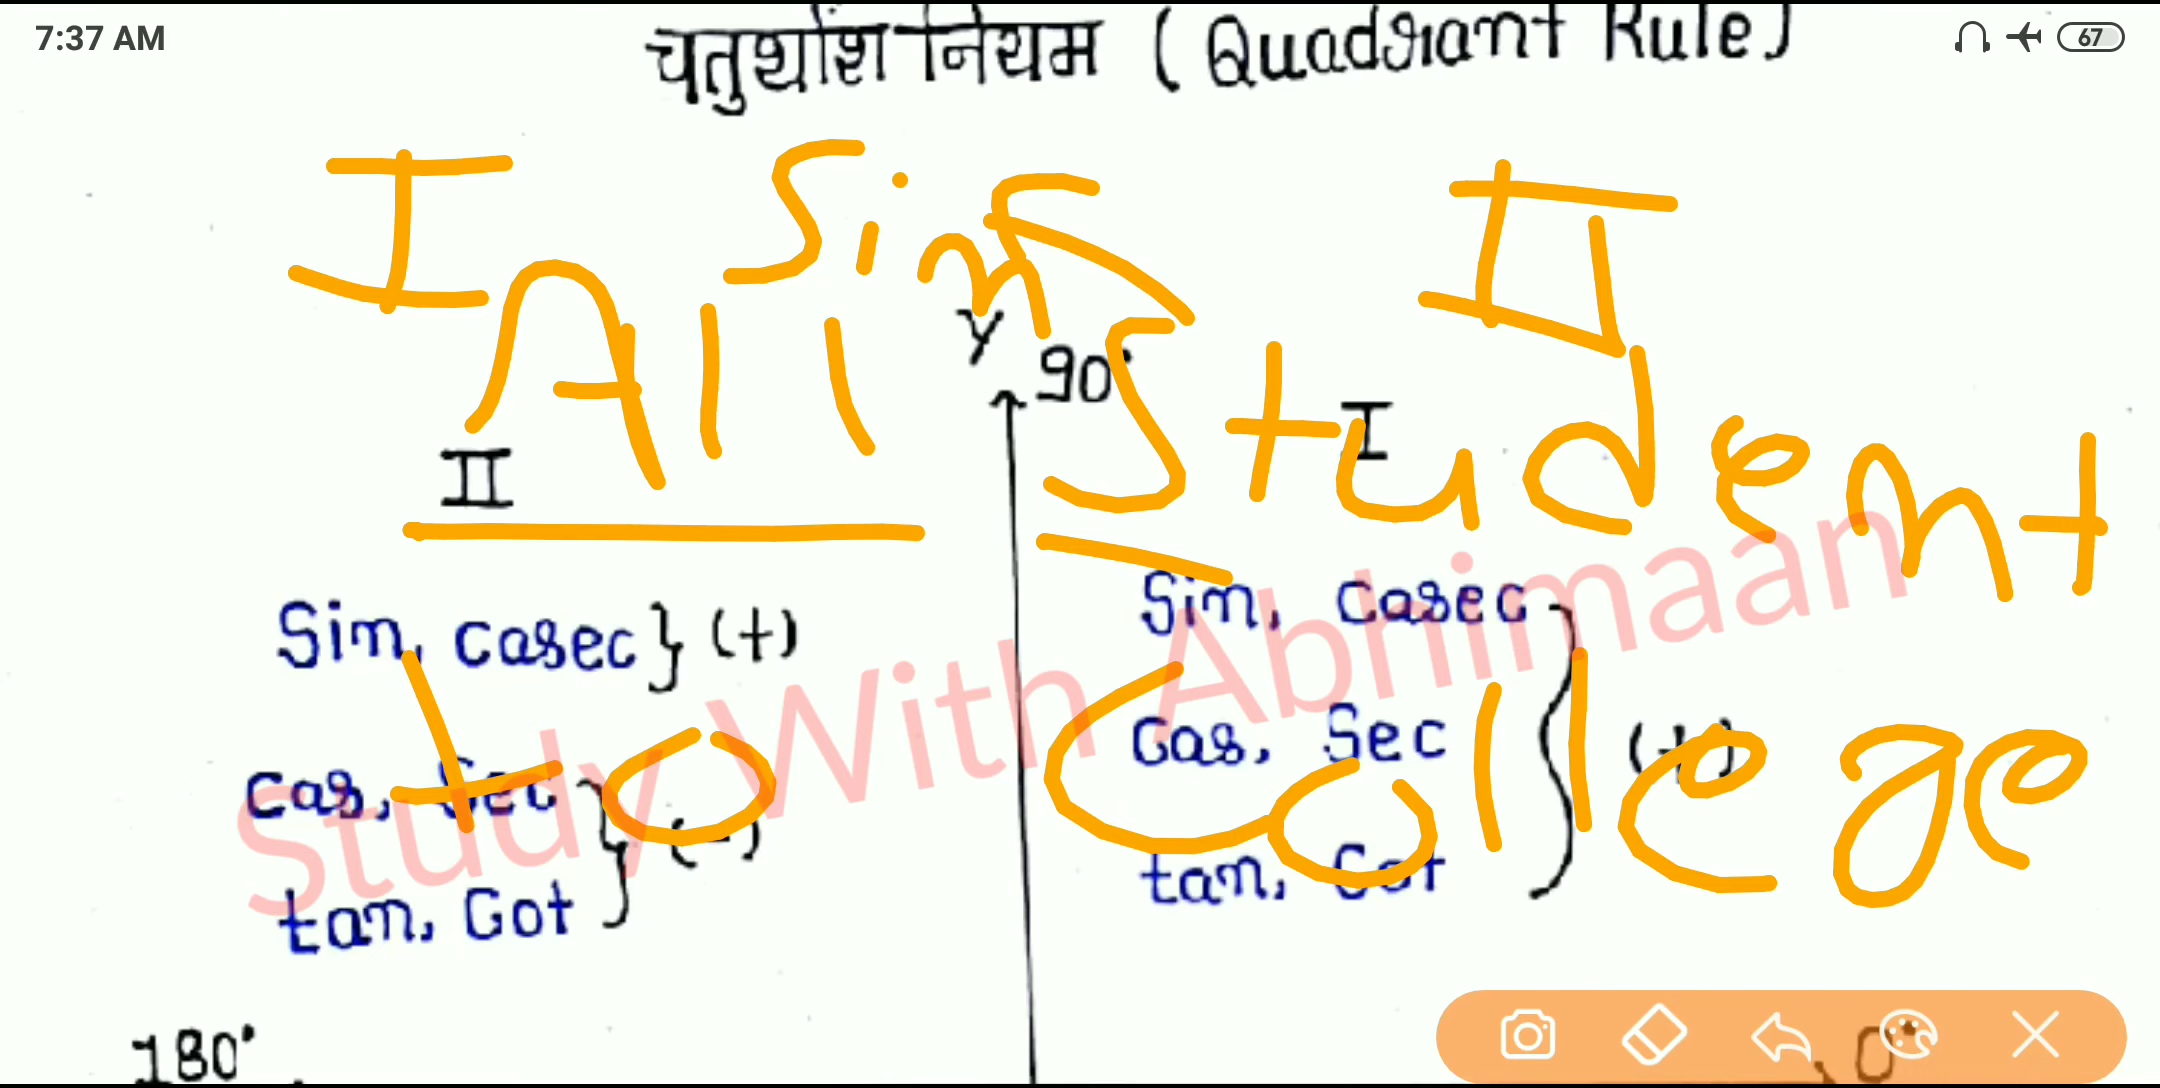 7:37 AM
67
चतुर्थांश नियम (Quadrant Rule)
I
Sin
II
All
Student
Y
90°
II
I
Sin, Cosec
Sin, cosec } (+)
to
College
Cos, Sec
(+)
Cos, Sec
(-)
tan, Cot
tan, Cot
Study With Abhimaan
180°
0°